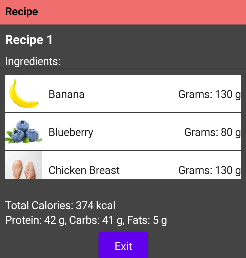 Recipe
Recipe 1
Ingredients:
Banana Grams: 130 g
Blueberry Grams: 80 g
Chicken Breast Grams: 130 g
Total Calories: 374 kcal
Protein: 42 g, Carbs: 41 g, Fats: 5 g
Exit